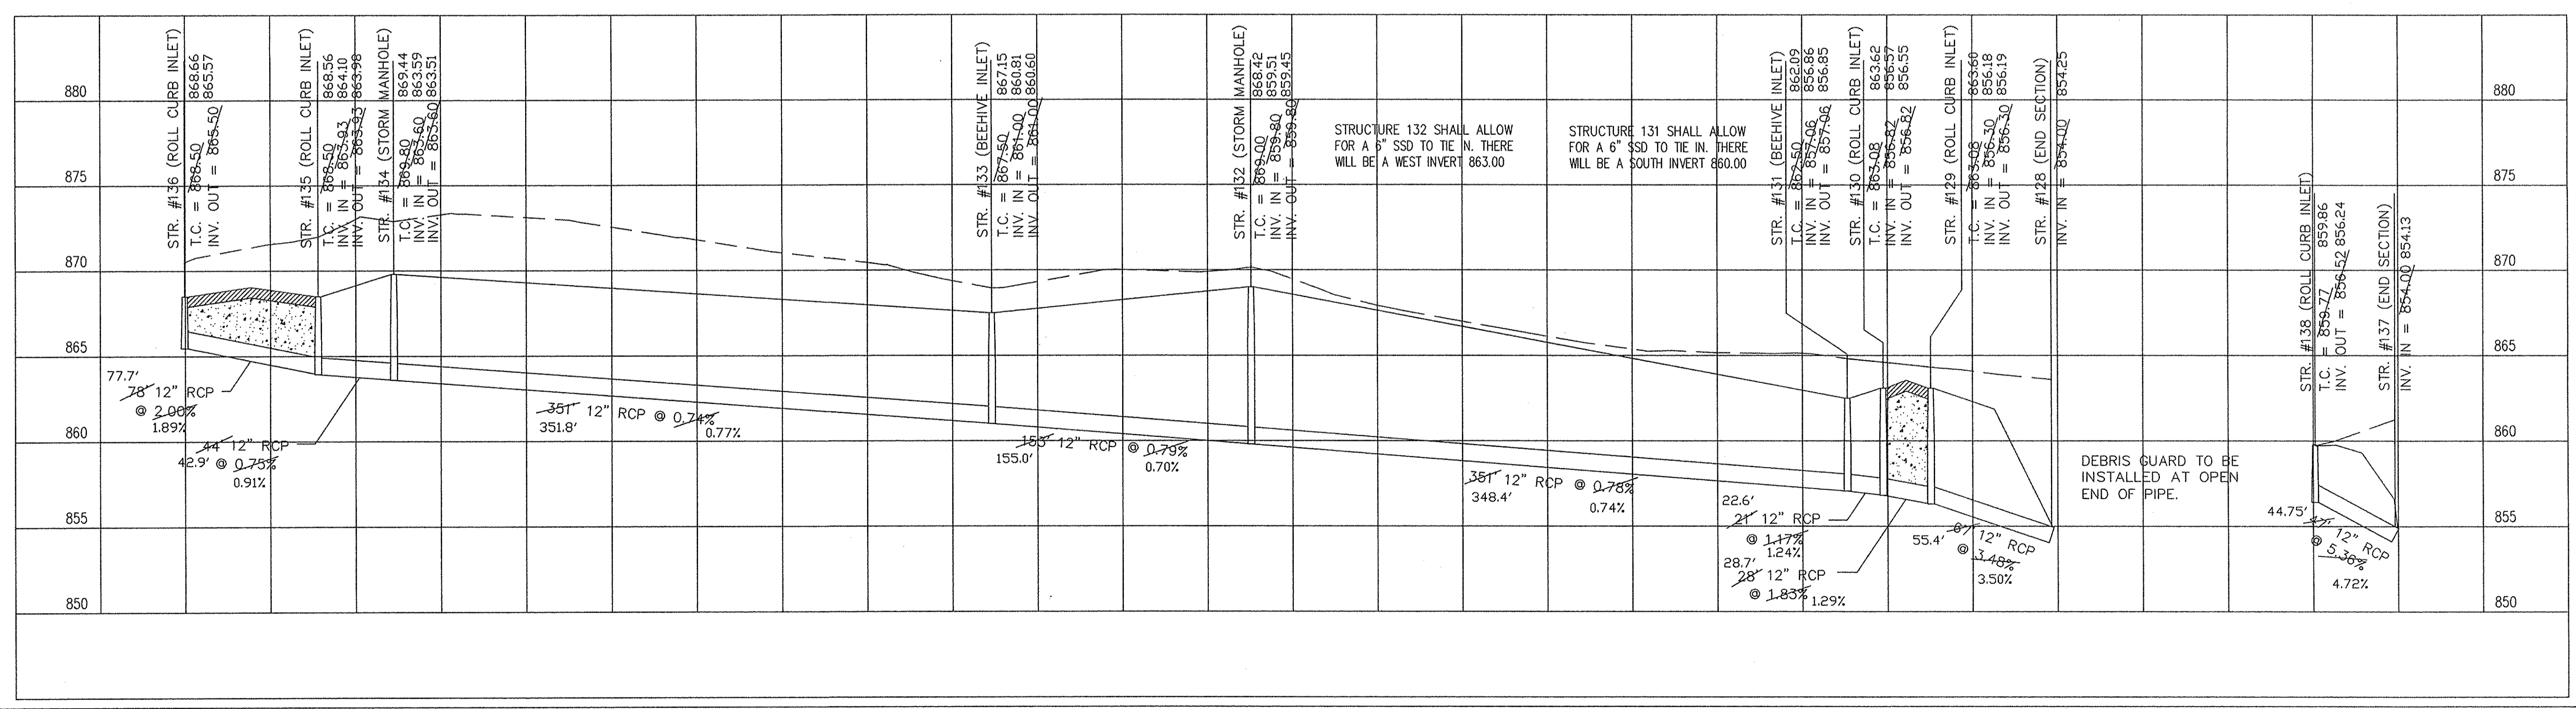 880
875
870
865
860
855
850
STR. #136 (ROLL CURB INLET)
T.C. = 868.50 868.66
INV. OUT = 865.50 865.57
STR. #135 (ROLL CURB INLET)
T.C. = 868.50 868.56
INV. IN = 863.93 864.10
INV. OUT = 863.93 863.98
STR. #134 (STORM MANHOLE)
T.C. = 869.80 869.44
INV. IN = 863.60 863.59
INV. OUT = 863.60 863.51
STR. #133 (BEEHIVE INLET)
T.C. = 867.50 867.15
INV. IN = 861.00 860.81
INV. OUT = 861.00 860.60
STR. #132 (STORM MANHOLE)
T.C. = 869.00 868.42
INV. IN = 859.80 859.51
INV. OUT = 859.80 859.45
STRUCTURE 132 SHALL ALLOW
FOR A 6" SSD TO TIE IN. THERE
WILL BE A WEST INVERT 863.00
STRUCTURE 131 SHALL ALLOW
FOR A 6" SSD TO TIE IN. THERE
WILL BE A SOUTH INVERT 860.00
STR. #131 (BEEHIVE INLET)
T.C. = 862.50 862.09
INV. IN = 857.06 856.86
INV. OUT = 857.06 856.85
STR. #130 (ROLL CURB INLET)
T.C. = 863.08 863.62
INV. IN = 856.82 856.57
INV. OUT = 856.82 856.55
STR. #129 (ROLL CURB INLET)
T.C. = 863.08 863.60
INV. IN = 856.30 856.18
INV. OUT = 856.30 856.19
STR. #128 (END SECTION)
INV. IN = 854.00 854.25
STR. #138 (ROLL CURB INLET)
T.C. = 859.77 859.86
INV. OUT = 856.52 856.24
STR. #137 (END SECTION)
INV. IN = 854.00 854.13
77.7'
78' 12" RCP
@ 2.00%
1.89%
44' 12" RCP
42.9' @ 0.75%
0.91%
351' 12" RCP @ 0.74%
351.8' 0.77%
153' 12" RCP @ 0.79%
155.0' 0.70%
351' 12" RCP @ 0.78%
348.4' 0.74%
22.6'
21' 12" RCP
@ 1.17%
1.24%
28.7'
28' 12" RCP
@ 1.83%
1.29%
12" RCP
55.4' @ 3.48%
3.50%
DEBRIS GUARD TO BE
INSTALLED AT OPEN
END OF PIPE.
44.75'
47' 12" RCP
@ 5.36%
4.72%
880
875
870
865
860
855
850